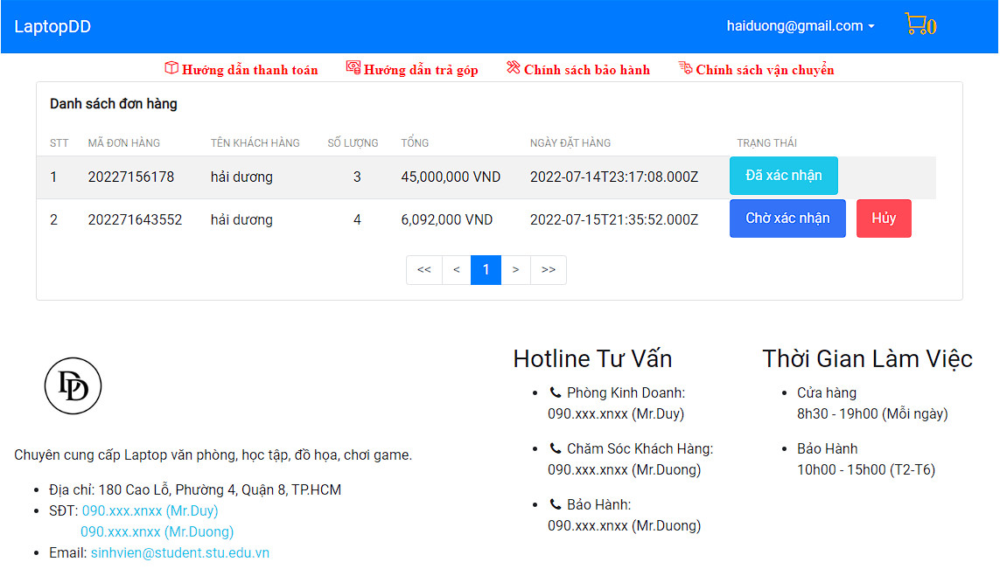 LaptopDD haiduong@gmail.com 0
Hướng dẫn thanh toán Hướng dẫn trả góp Chính sách bảo hành Chính sách vận chuyển
Danh sách đơn hàng
STT MÃ ĐƠN HÀNG TÊN KHÁCH HÀNG SỐ LƯỢNG TỔNG NGÀY ĐẶT HÀNG TRẠNG THÁI
1 20227156178 hải dương 3 45,000,000 VND 2022-07-14T23:17:08.000Z Đã xác nhận
2 202271643552 hải dương 4 6,092,000 VND 2022-07-15T21:35:52.000Z Chờ xác nhận Hủy
<< < 1 > >>
DD
Chuyên cung cấp Laptop văn phòng, học tập, đồ họa, chơi game.
Địa chỉ: 180 Cao Lỗ, Phường 4, Quận 8, TP.HCM
SĐT: 090.xxx.xnxx (Mr.Duy)
090.xxx.xnxx (Mr.Duong)
Email: sinhvien@student.stu.edu.vn
Hotline Tư Vấn
Phòng Kinh Doanh:
090.xxx.xnxx (Mr.Duy)
Chăm Sóc Khách Hàng:
090.xxx.xnxx (Mr.Duong)
Bảo Hành:
090.xxx.xnxx (Mr.Duong)
Thời Gian Làm Việc
Cửa hàng
8h30 - 19h00 (Mỗi ngày)
Bảo Hành
10h00 - 15h00 (T2-T6)